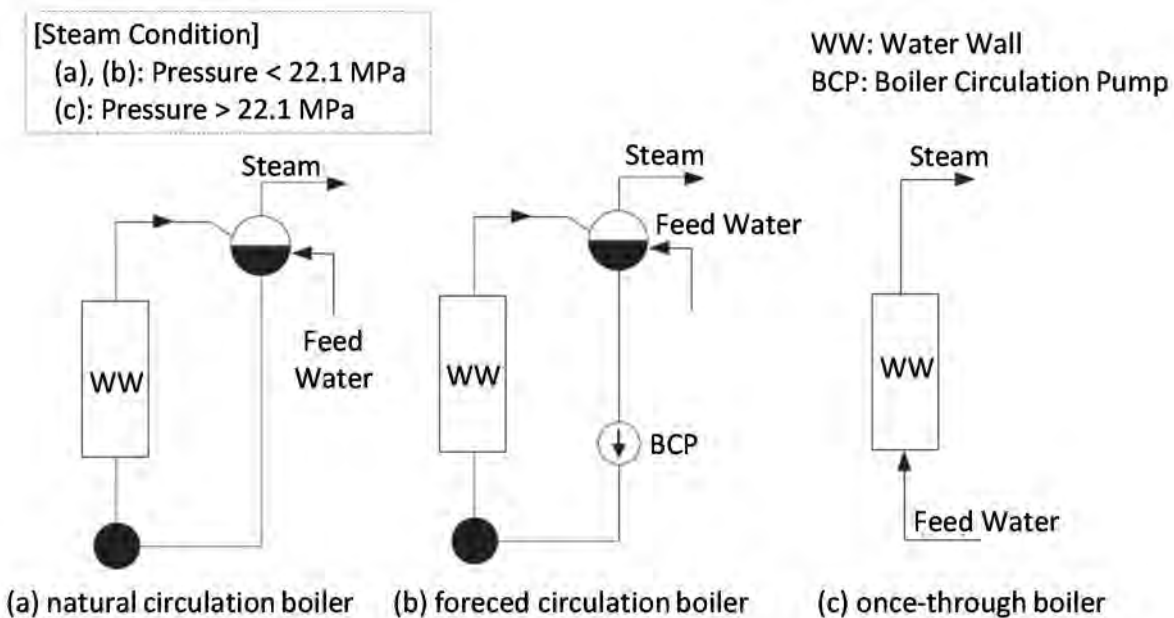 [Steam Condition]
(a), (b): Pressure < 22.1 MPa
(c): Pressure > 22.1 MPa
WW: Water Wall
BCP: Boiler Circulation Pump
Steam
Feed
Water
WW
Steam
Feed Water
WW
BCP
Steam
WW
Feed Water
(a) natural circulation boiler
(b) foreced circulation boiler
(c) once-through boiler